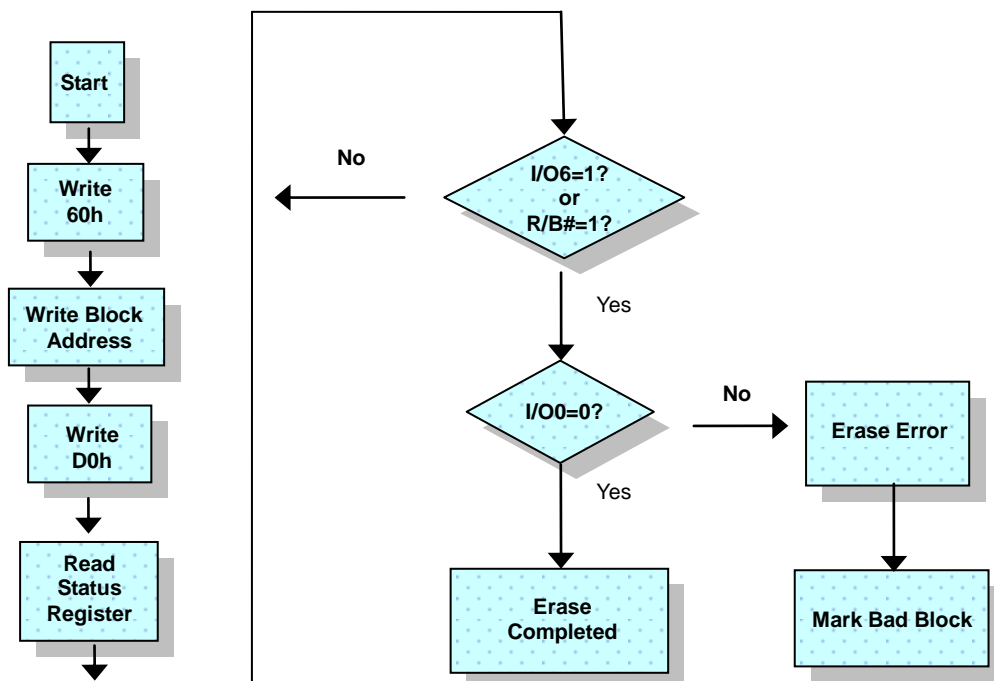 Start
Write
60h
Write Block
Address
Write
D0h
Read
Status
Register
I/O6=1?
or
R/B#=1?
No
Yes
I/O0=0?
No
Yes
Erase
Completed
Erase Error
Mark Bad Block